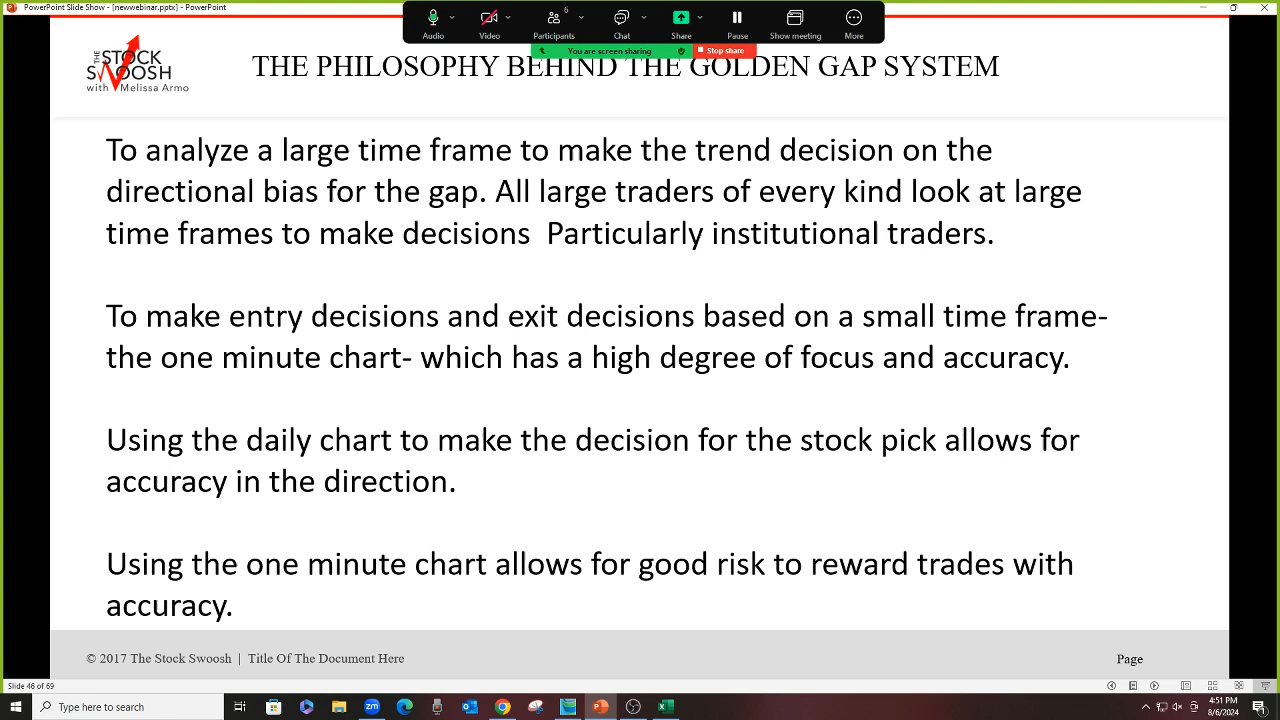 PowerPoint Slide Show - [newwebinar.pptx] - PowerPoint
6
Audio
Video
Participants
Chat
Share
Pause
Show meeting
More
You are screen sharing
Stop share
THE STOCK
SWOOSH
with Melissa Armo
THE PHILOSOPHY BEHIND THE GOLDEN GAP SYSTEM
To analyze a large time frame to make the trend decision on the
directional bias for the gap. All large traders of every kind look at large
time frames to make decisions  Particularly institutional traders.
To make entry decisions and exit decisions based on a small time frame-
the one minute chart- which has a high degree of focus and accuracy.
Using the daily chart to make the decision for the stock pick allows for
accuracy in the direction.
Using the one minute chart allows for good risk to reward trades with
accuracy.
© 2017 The Stock Swoosh | Title Of The Document Here
Page
Slide 46 of 69
Type here to search
4:51 PM
8/6/2024